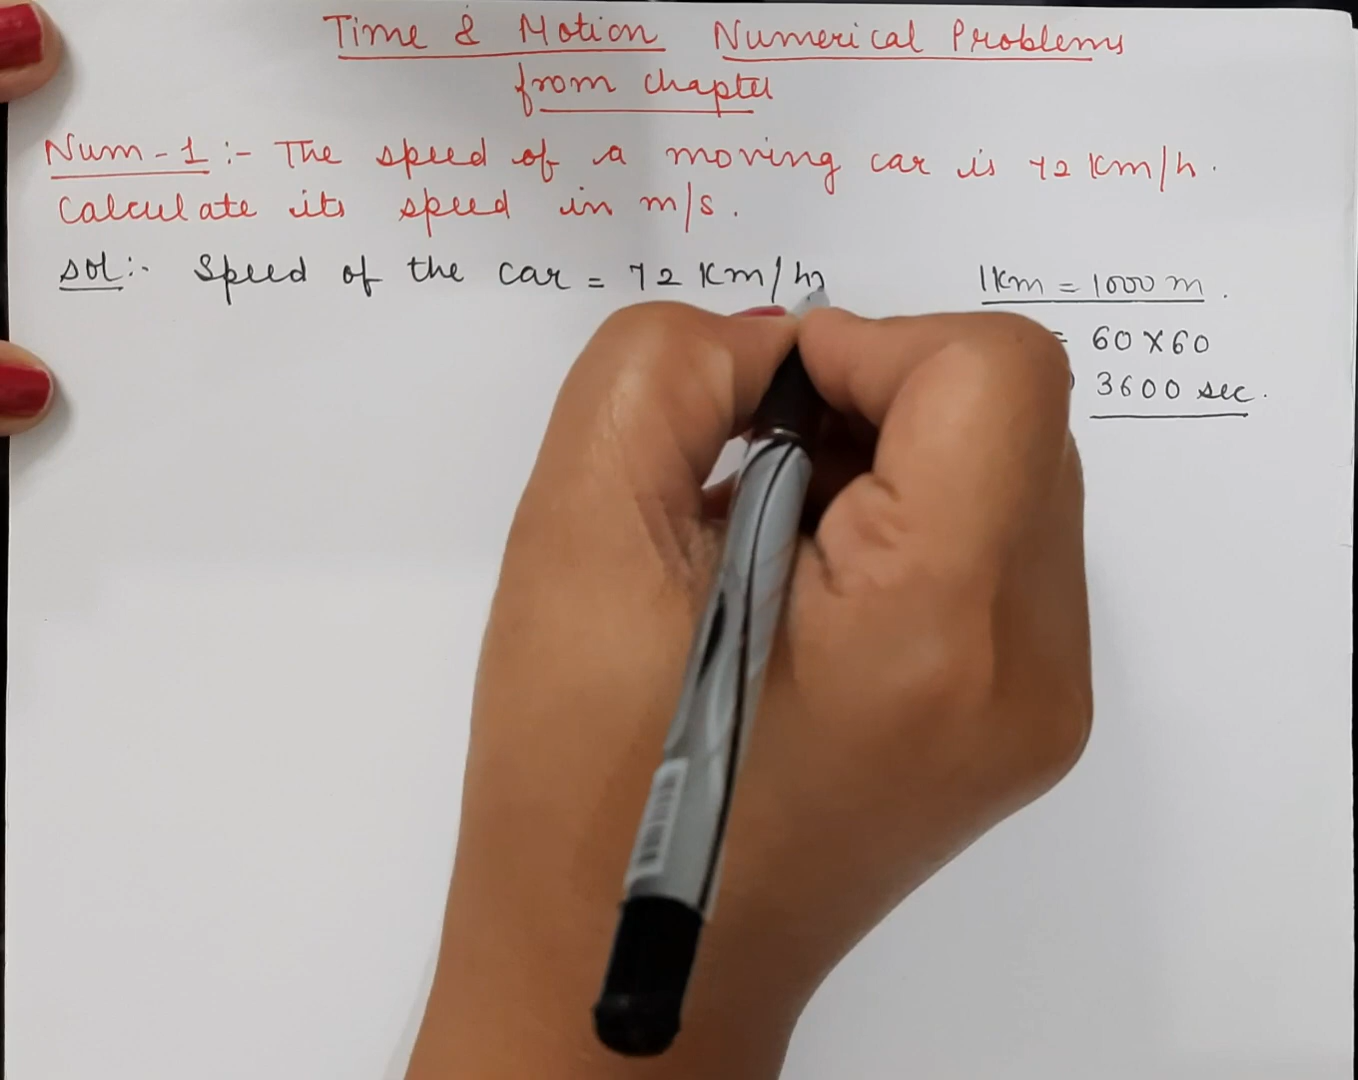 Time & Motion Numerical Problems
from chapter
Num-1:- The speed of a moving car is 72 km/h.
Calculate its speed in m/s.
Sol:- Speed of the car = 72 Km/h
1Km = 1000 m.
= 60 X 60
3600 sec.